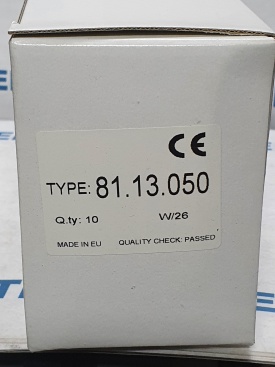 CE
TYPE: 81.13.050
Q.ty: 10 W/26
MADE IN EU QUALITY CHECK: PASSED